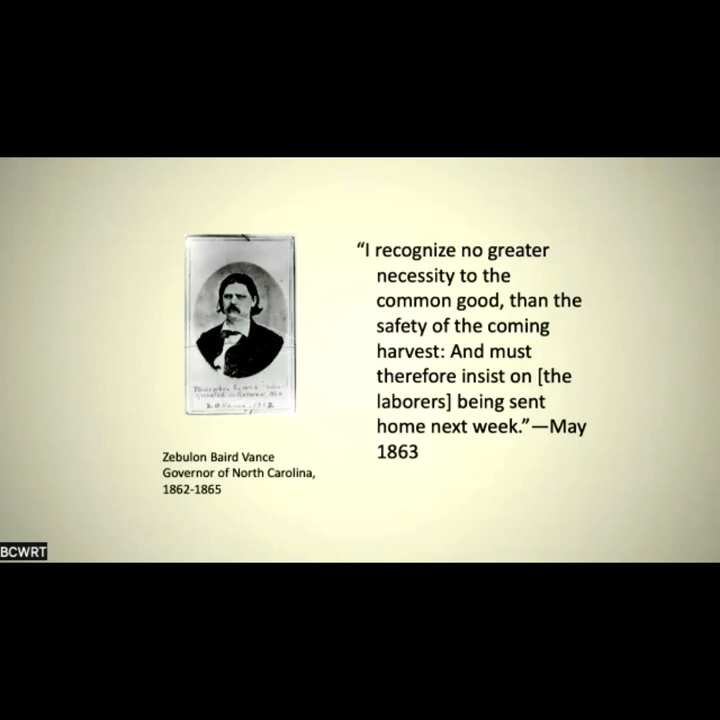 “I recognize no greater
necessity to the
common good, than the
safety of the coming
harvest: And must
therefore insist on [the
laborers] being sent
home next week.”—May
1863
Zebulon Baird Vance
Governor of North Carolina,
1862-1865
BCWRT